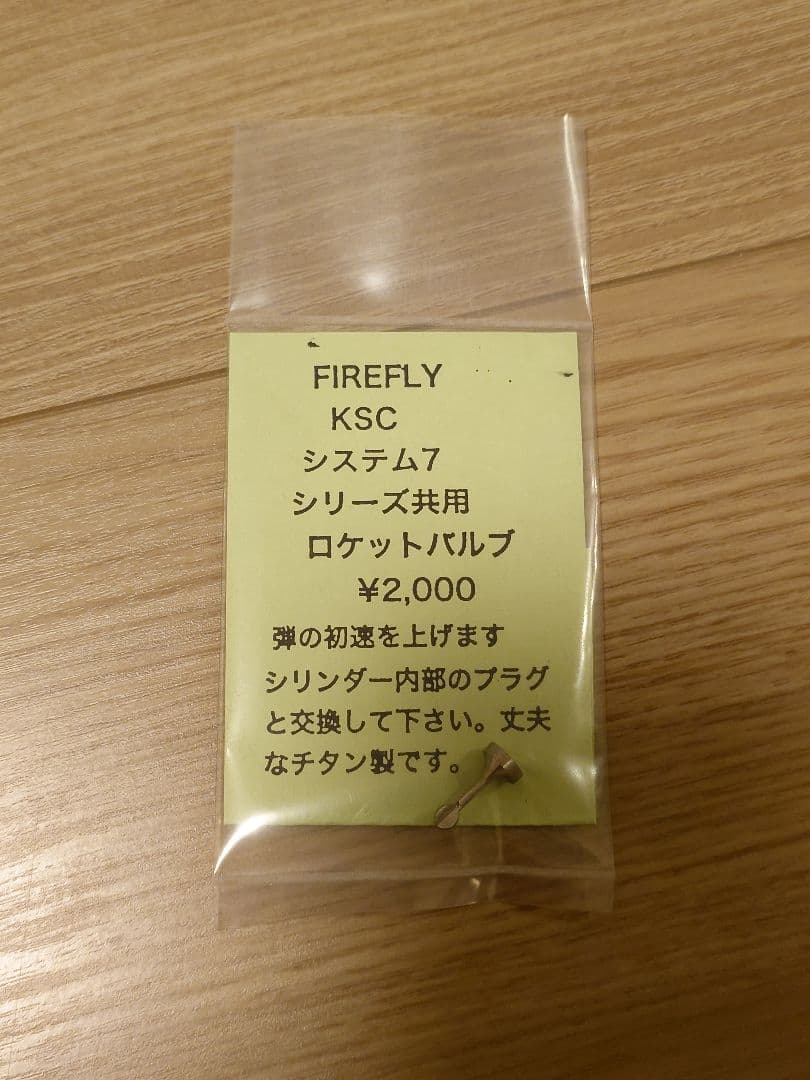 FIREFLY
KSC
システム7
シリーズ共用
ロケットバルブ
¥2,000
弾の初速を上げます
シリンダー内部のプラグ
と交換して下さい。丈夫
なチタン製です。